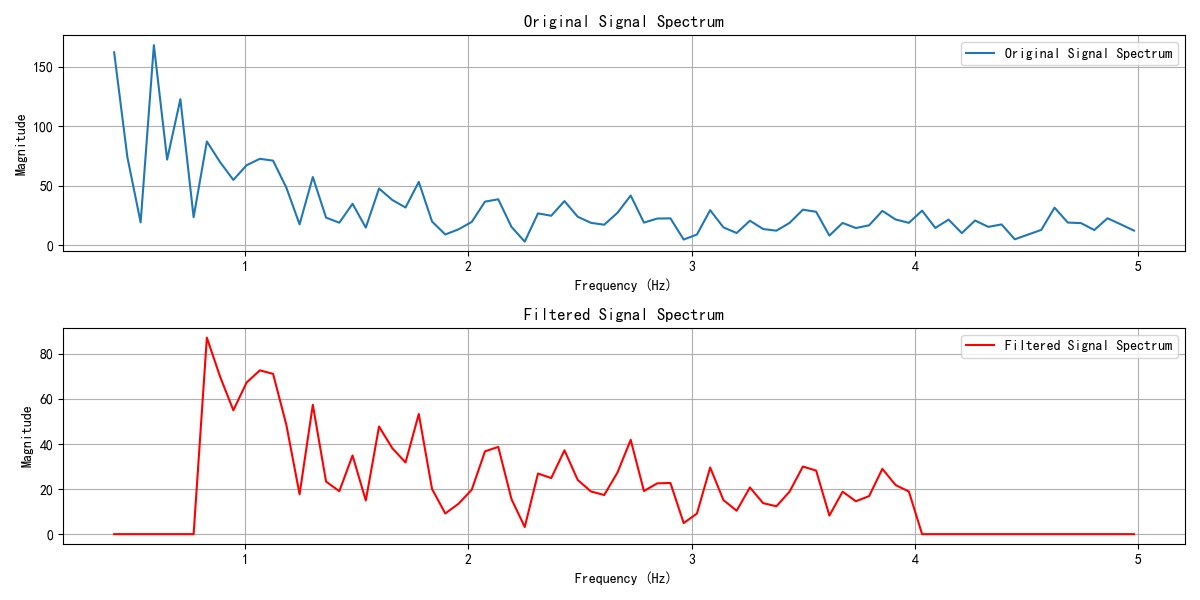 Original Signal Spectrum
Original Signal Spectrum
Magnitude
150
100
50
0
1 2 3 4 5
Frequency (Hz)
Filtered Signal Spectrum
Filtered Signal Spectrum
Magnitude
80
60
40
20
0
1 2 3 4 5
Frequency (Hz)